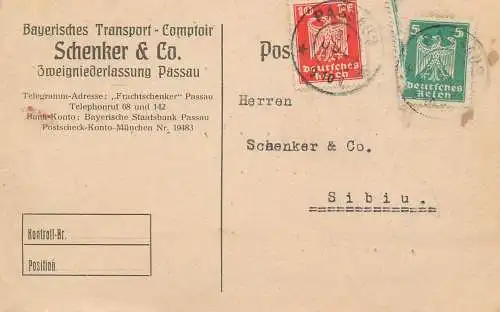 Bayerisches Transport-Comptoir
Schenker & Co.
Zweigniederlassung Passau
Telegramm-Adresse: „Frachtschenker“ Passau
Telephonruf 68 und 142
Bank-Konto: Bayerische Staatsbank Passau
Postscheck-Konto-München Nr. 19483
Kontroll-Nr.
Position
Pos
10
Deutsches
Reich
PASSAU
5
Deutsches
Reich
Herren
Schenker & Co.
Sibiu.